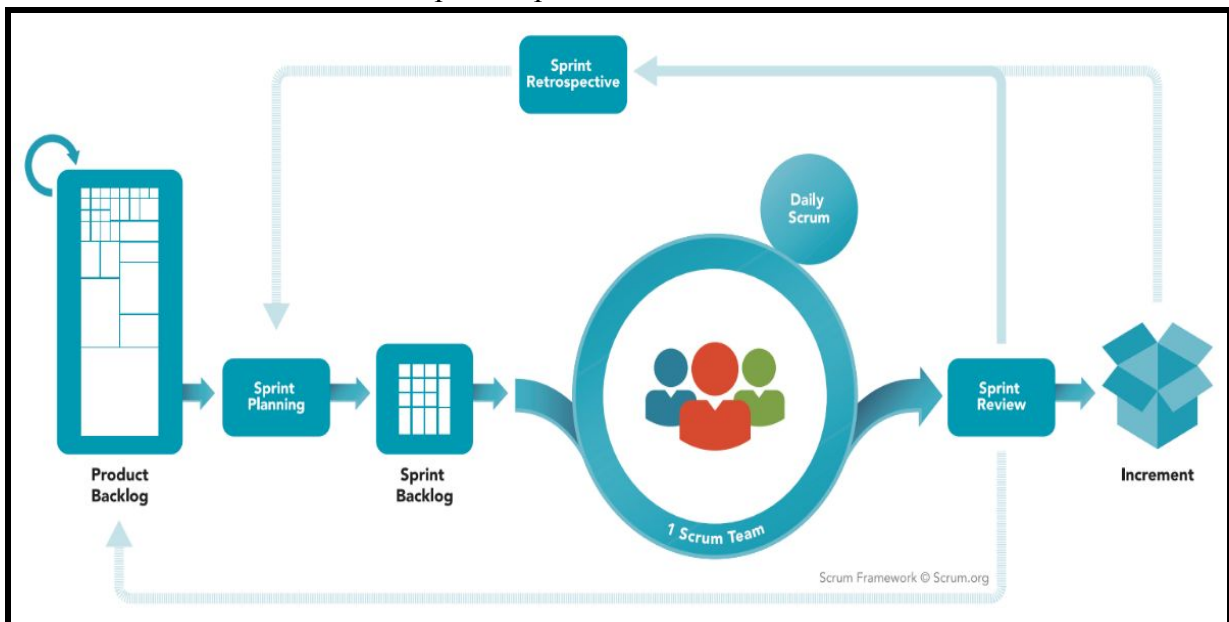 Sprint
Retrospective
Daily
Scrum
Sprint
Planning
Sprint
Review
Product
Backlog
Sprint
Backlog
Increment
1 Scrum Team
Scrum Framework © Scrum.org